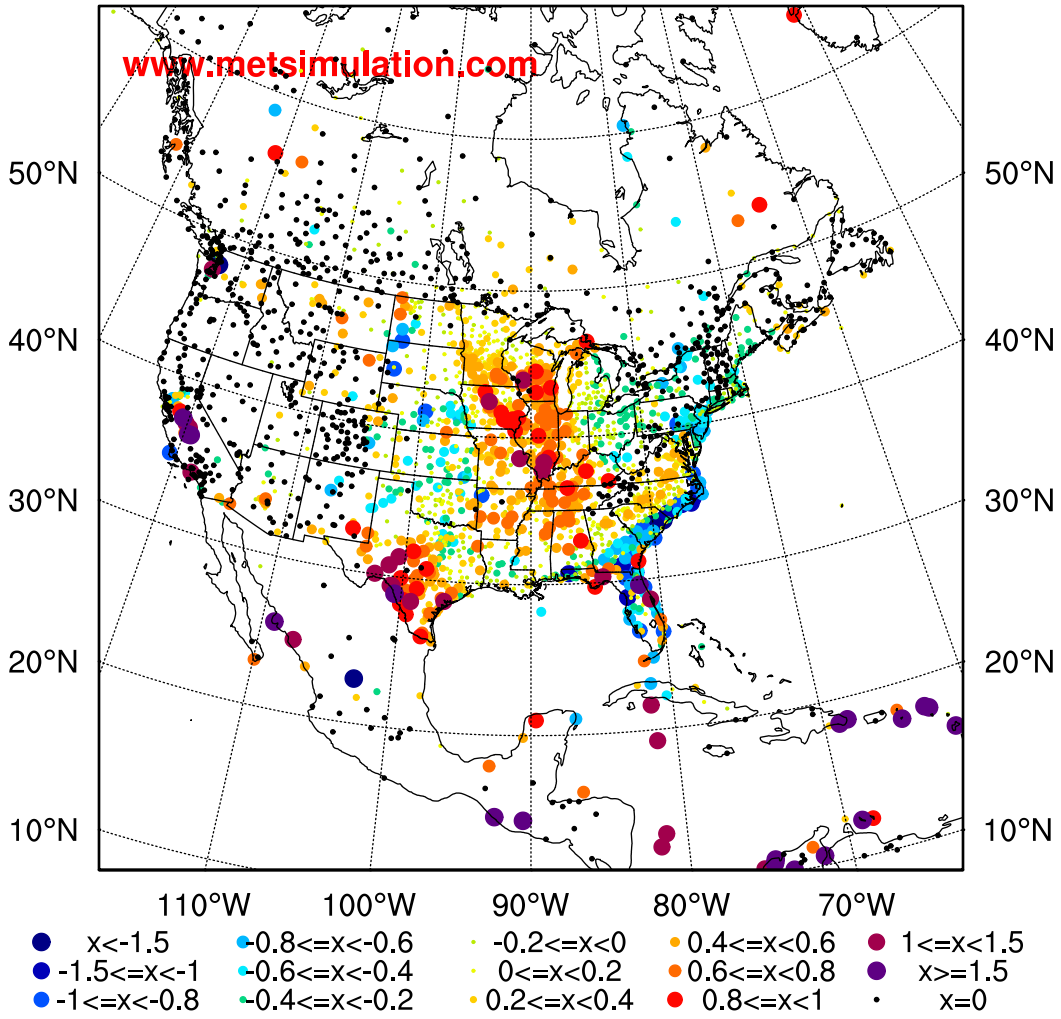 www.metsimulation.com
50°N 50°N
40°N 40°N
30°N 30°N
20°N 20°N
10°N 10°N
110°W 100°W 90°W 80°W 70°W
x<-1.5 -0.8<=x<-0.6 -0.2<=x<0 0.4<=x<0.6 1<=x<1.5
-1.5<=x<-1 -0.6<=x<-0.4 0<=x<0.2 0.6<=x<0.8 x>=1.5
-1<=x<-0.8 -0.4<=x<-0.2 0.2<=x<0.4 0.8<=x<1 x=0